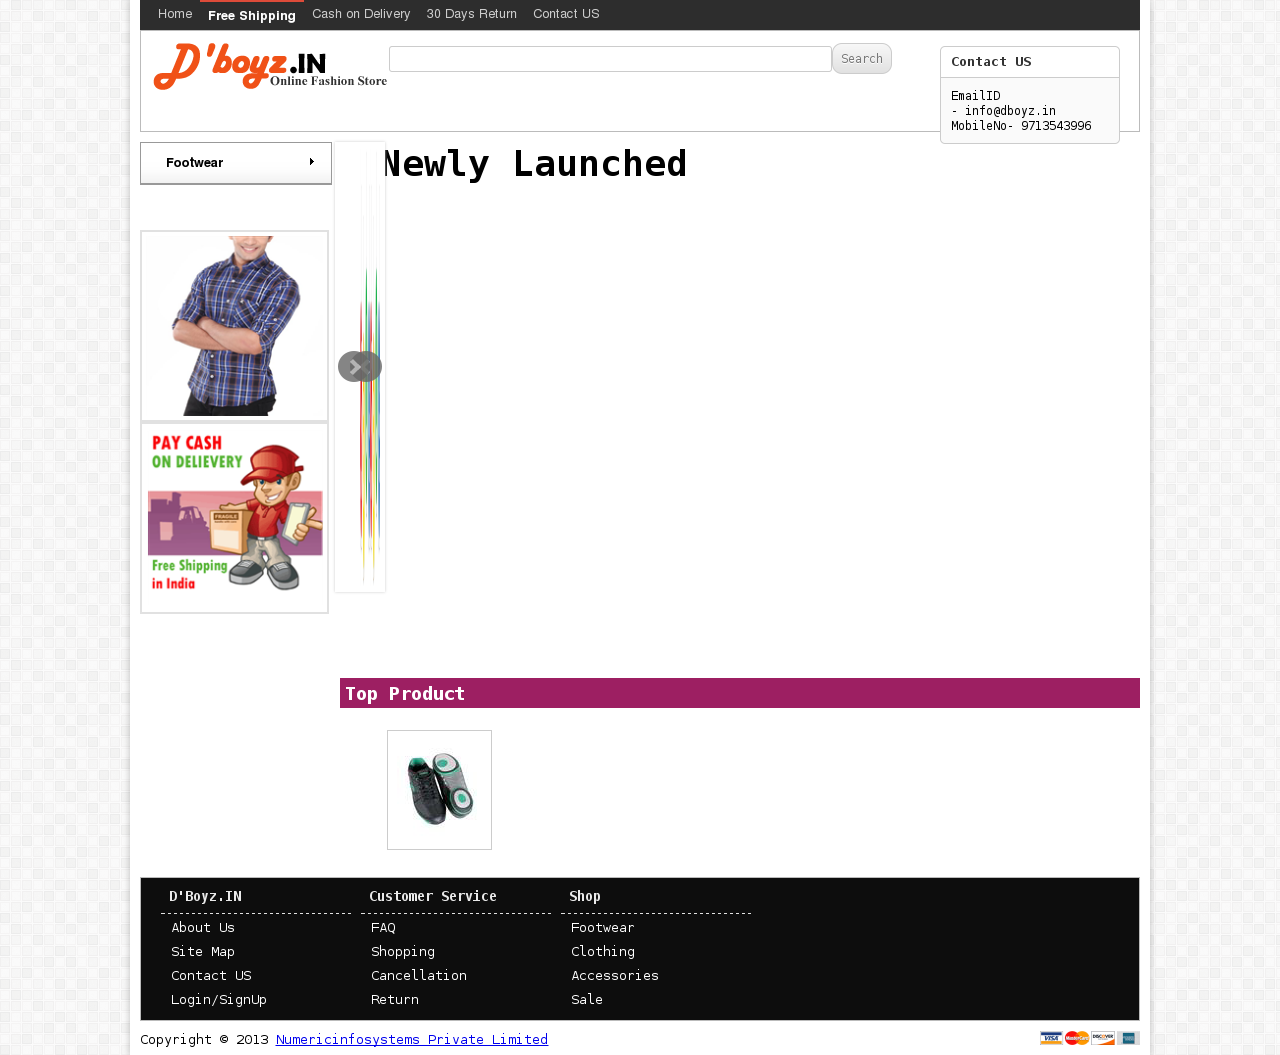 Home Free Shipping Cash on Delivery 30 Days Return Contact US
D'boyz.IN
Online Fashion Store
Search
Contact US
EmailID
- info@dboyz.in
MobileNo- 9713543996
Footwear
Newly Launched
PAY CASH
ON DELIEVERY
FRAGILE
Free Shipping
in India
Top Product
D'Boyz.IN Customer Service Shop
About Us FAQ Footwear
Site Map Shopping Clothing
Contact US Cancellation Accessories
Login/SignUp Return Sale
Copyright © 2013 Numericinfosystems Private Limited
VISA MasterCard DISCOVER